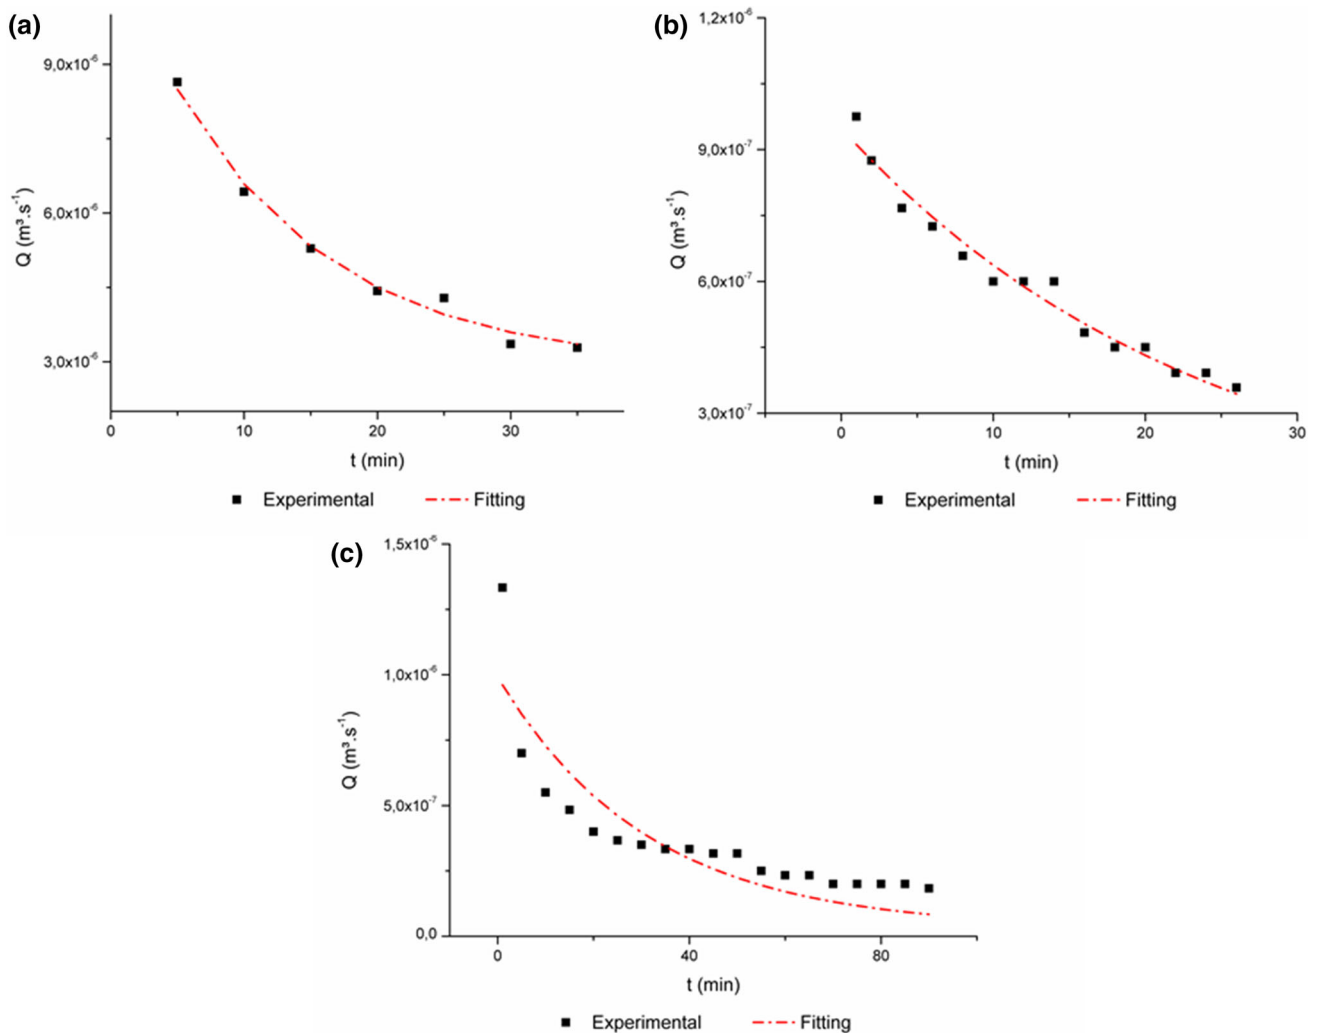 (a)
9,0x10⁻⁶
6,0x10⁻⁶
3,0x10⁻⁶
Q (m³.s⁻¹)
0 10 20 30
t (min)
Experimental Fitting
(b)
1,2x10⁻⁶
9,0x10⁻⁷
6,0x10⁻⁷
3,0x10⁻⁷
Q (m³.s⁻¹)
0 10 20 30
t (min)
Experimental Fitting
(c)
1,5x10⁻⁶
1,0x10⁻⁶
5,0x10⁻⁷
0,0
Q (m³.s⁻¹)
0 40 80
t (min)
Experimental Fitting